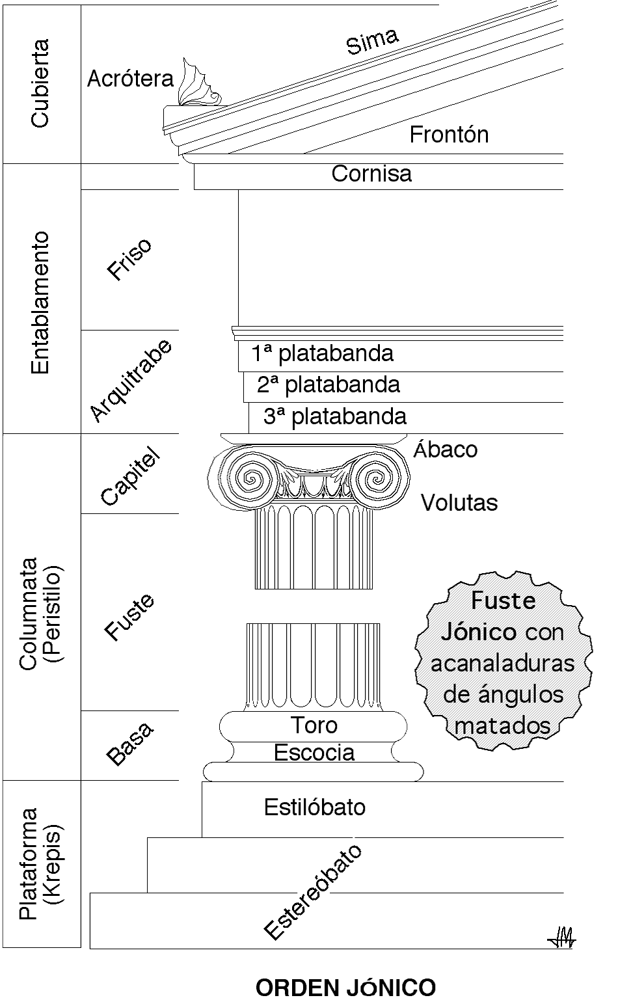 Cubierta
Acrótera
Sima
Frontón
Cornisa
Entablamento
Friso
Arquitrabe
1ª platabanda
2ª platabanda
3ª platabanda
Columnata
(Peristilo)
Capitel
Ábaco
Volutas
Fuste
Fuste
Jónico con
acanaladuras
de ángulos
matados
Basa
Toro
Escocia
Plataforma
(Krepis)
Estilóbato
Estereóbato
ORDEN JÓNICO